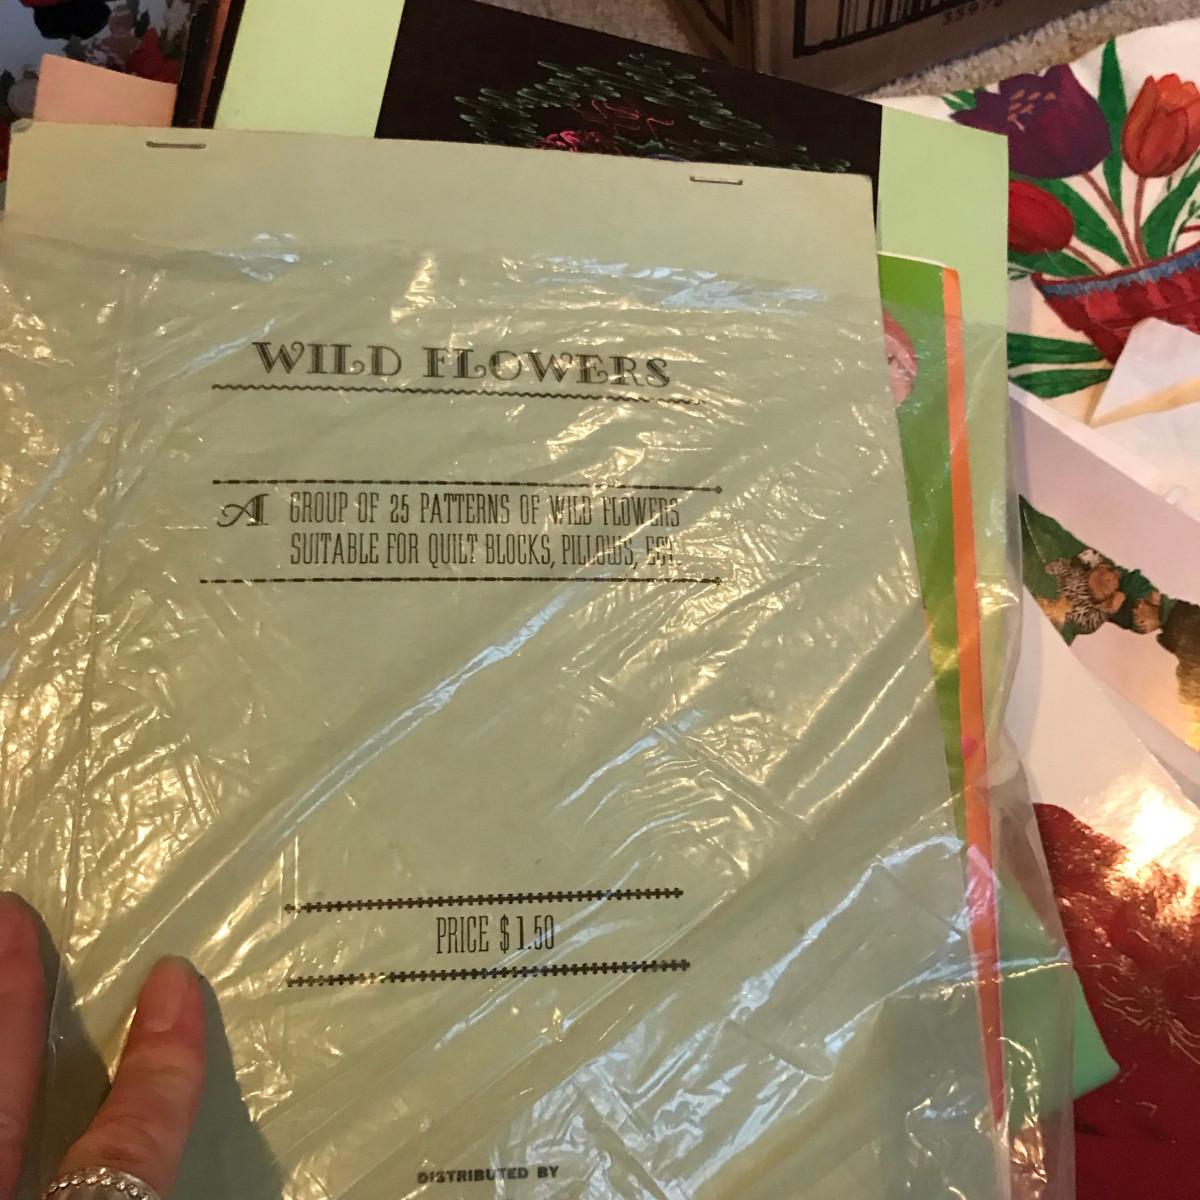 WILD FLOWERS
A GROUP OF 25 PATTERNS OF WILD FLOWERS
SUITABLE FOR QUILT BLOCKS, PILLOWS, ECT.
PRICE $1.50
DISTRIBUTED BY